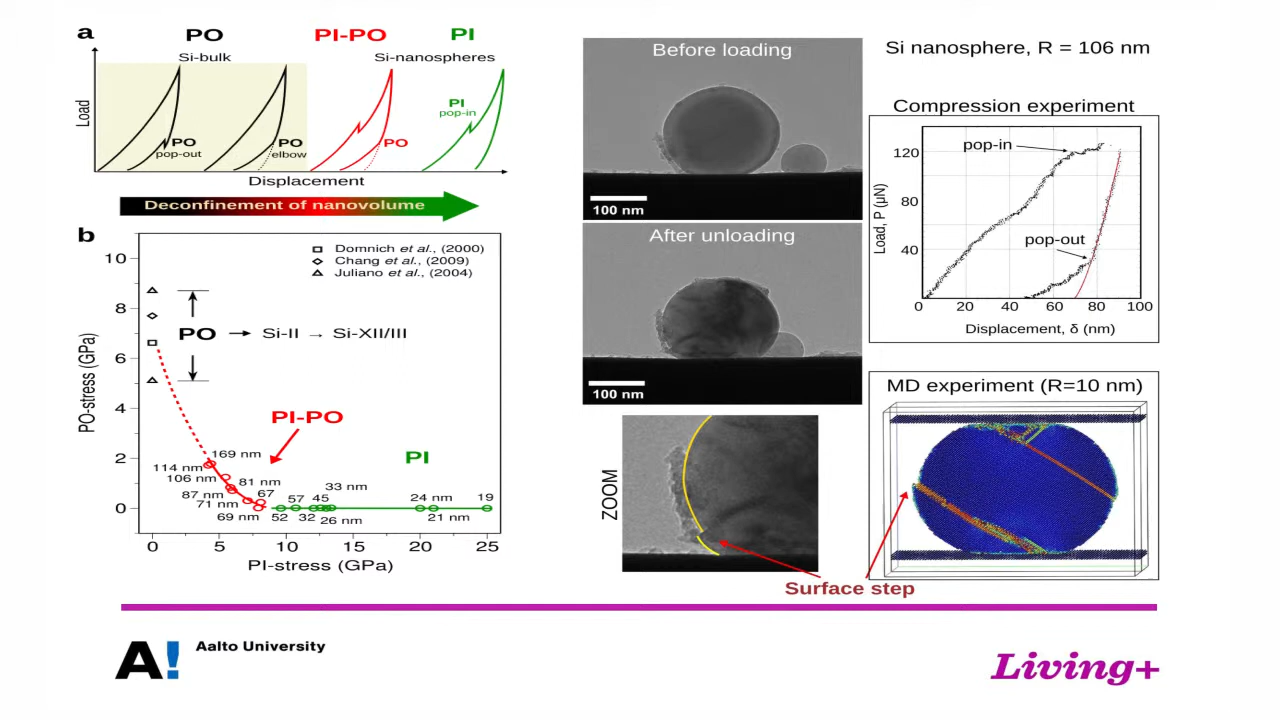 a
PO
PI-PO
PI
Si-bulk
Si-nanospheres
Load
PO
pop-out
PO
elbow
PO
PI
pop-in
Displacement
Deconfinement of nanovolume
b
Domnich et al., (2000)
Chang et al., (2009)
Juliano et al., (2004)
PO → Si-II → Si-XII/III
PI-PO
PI
PO-stress (GPa)
10
8
6
4
2
0
169 nm
114 nm
106 nm
81 nm
87 nm
67
71 nm
69 nm
52
57
32
45
26 nm
33 nm
24 nm
21 nm
19
0 5 10 15 20 25
PI-stress (GPa)
Before loading
100 nm
After unloading
100 nm
ZOOM
Surface step
Si nanosphere, R = 106 nm
Compression experiment
pop-in
pop-out
Load, P (µN)
120
80
40
0 20 40 60 80 100
Displacement, δ (nm)
MD experiment (R=10 nm)
A!
Aalto University
Living+